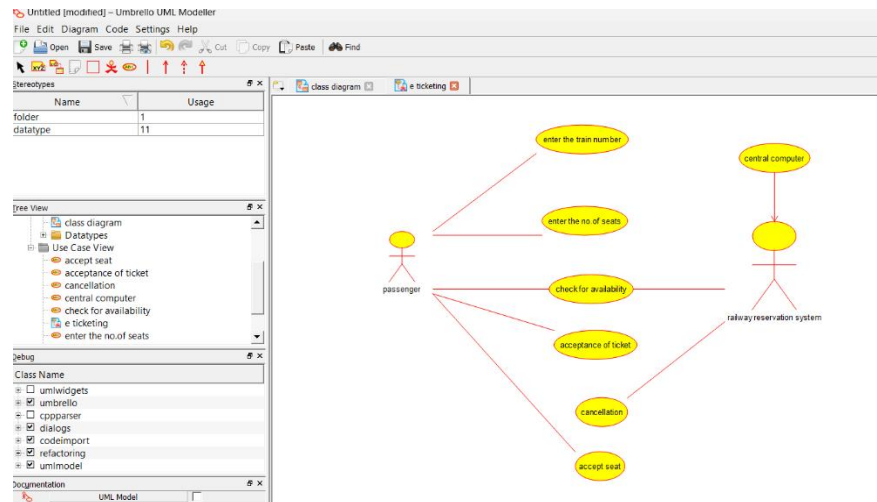 Untitled [modified] – Umbrello UML Modeller
File Edit Diagram Code Settings Help
Open Save Cut Copy Paste Find
Stereotypes
Name Usage
folder 1
datatype 11
Tree View
class diagram
Datatypes
Use Case View
accept seat
acceptance of ticket
cancellation
central computer
check for availability
e ticketing
enter the no.of seats
Debug
Class Name
umlwidgets
umbrello
cppparser
dialogs
codeimport
refactoring
umlmodel
Documentation
UML Model
class diagram e ticketing
enter the train number
central computer
enter the no.of seats
passenger
check for availability
railway reservation system
acceptance of ticket
cancellation
accept seat